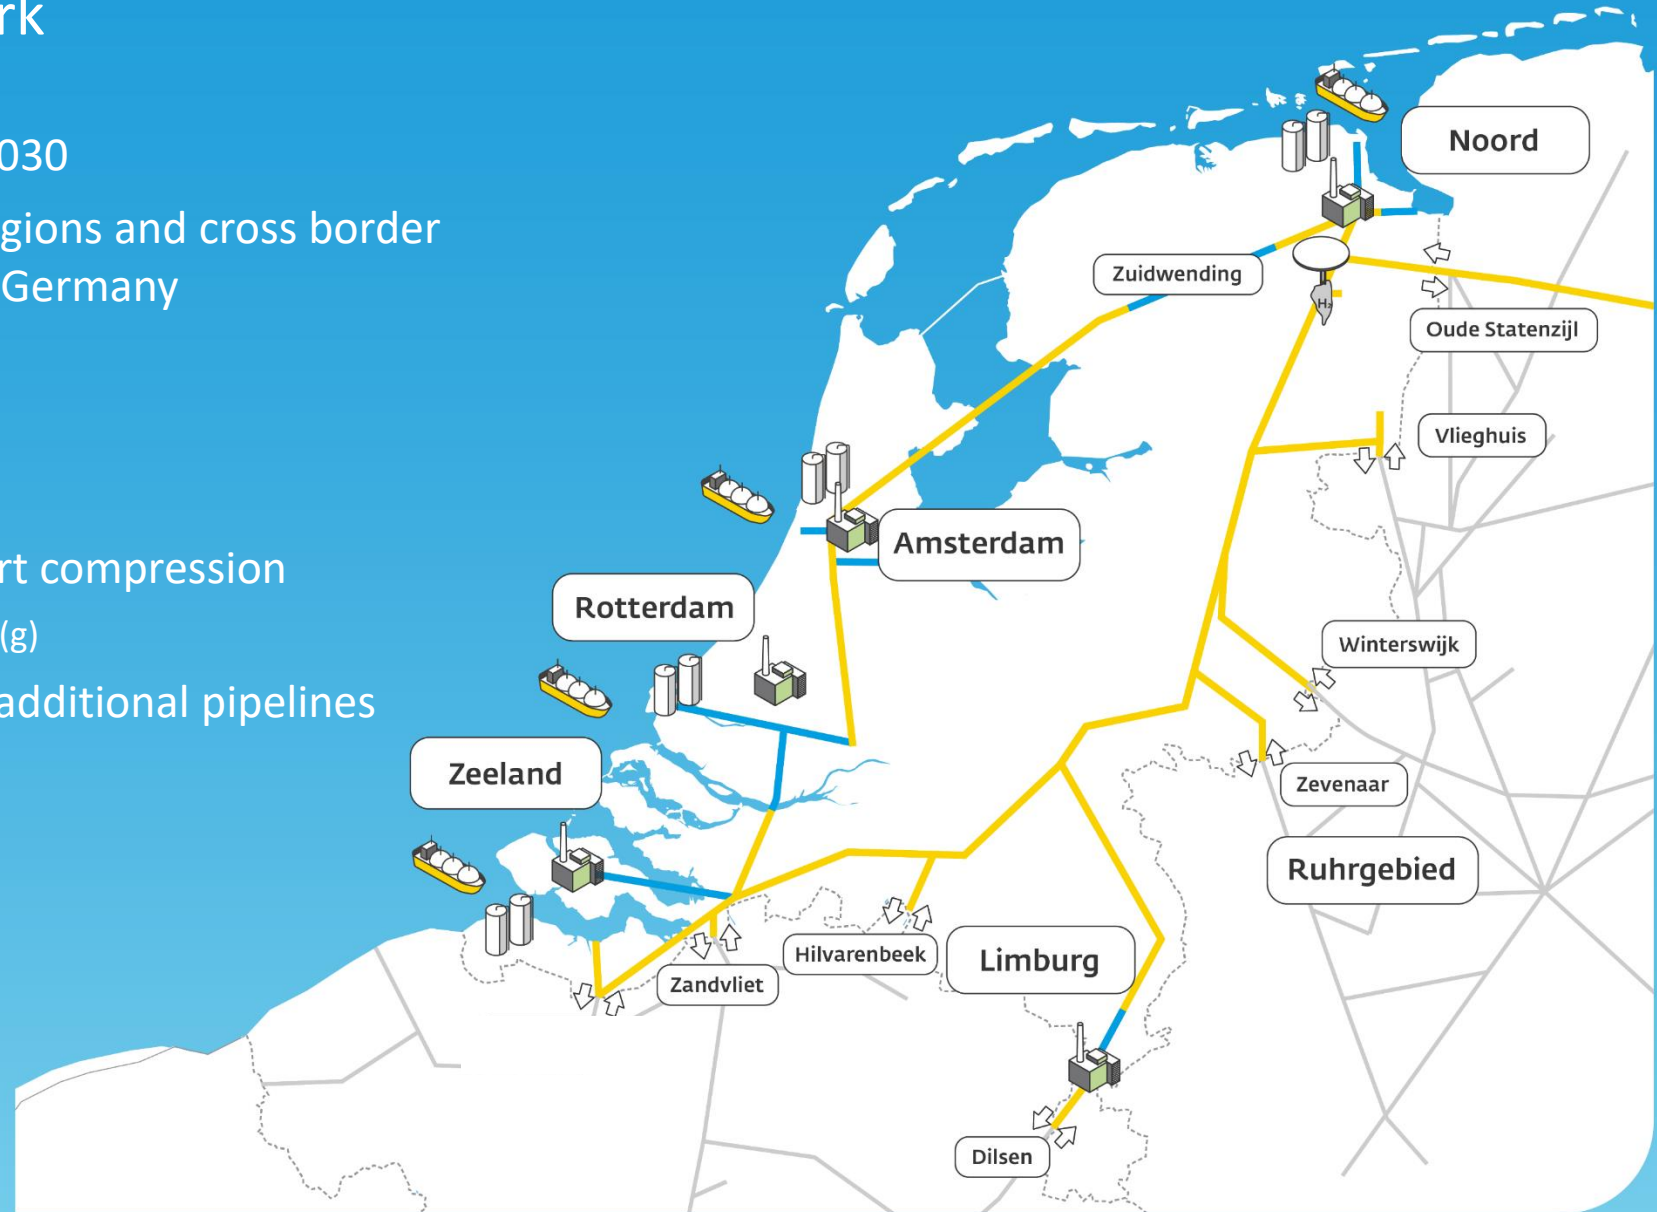 rk
030
gions and cross border
Germany
rt compression
(g)
additional pipelines
Noord
Zuidwending
H₂
Oude Statenzijl
Vlieghuis
Amsterdam
Rotterdam
Winterswijk
Zeeland
Zevenaar
Ruhrgebied
Hilvarenbeek
Limburg
Zandvliet
Dilsen